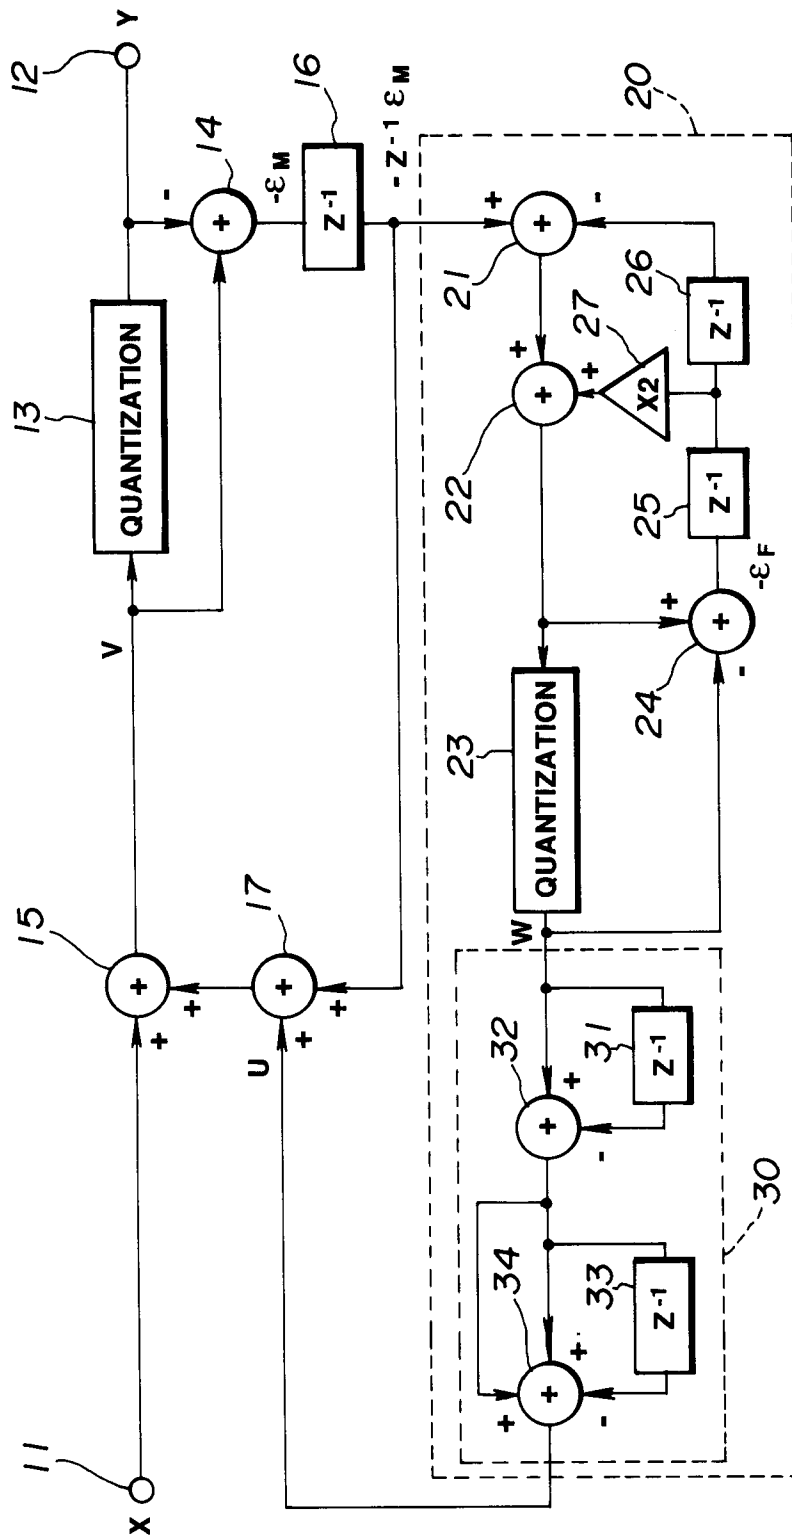 11
X
15
+
+
+
V
13
QUANTIZATION
12
Y
-
14
+
-εM
16
Z-1
- Z-1 εM
U
17
+
+
+
20
21
+
+
-
22
+
+
+
27
X2
26
Z-1
25
Z-1
-εF
24
+
+
-
23
QUANTIZATION
W
32
+
+
-
31
Z-1
34
+
+
+
-
33
Z-1
30